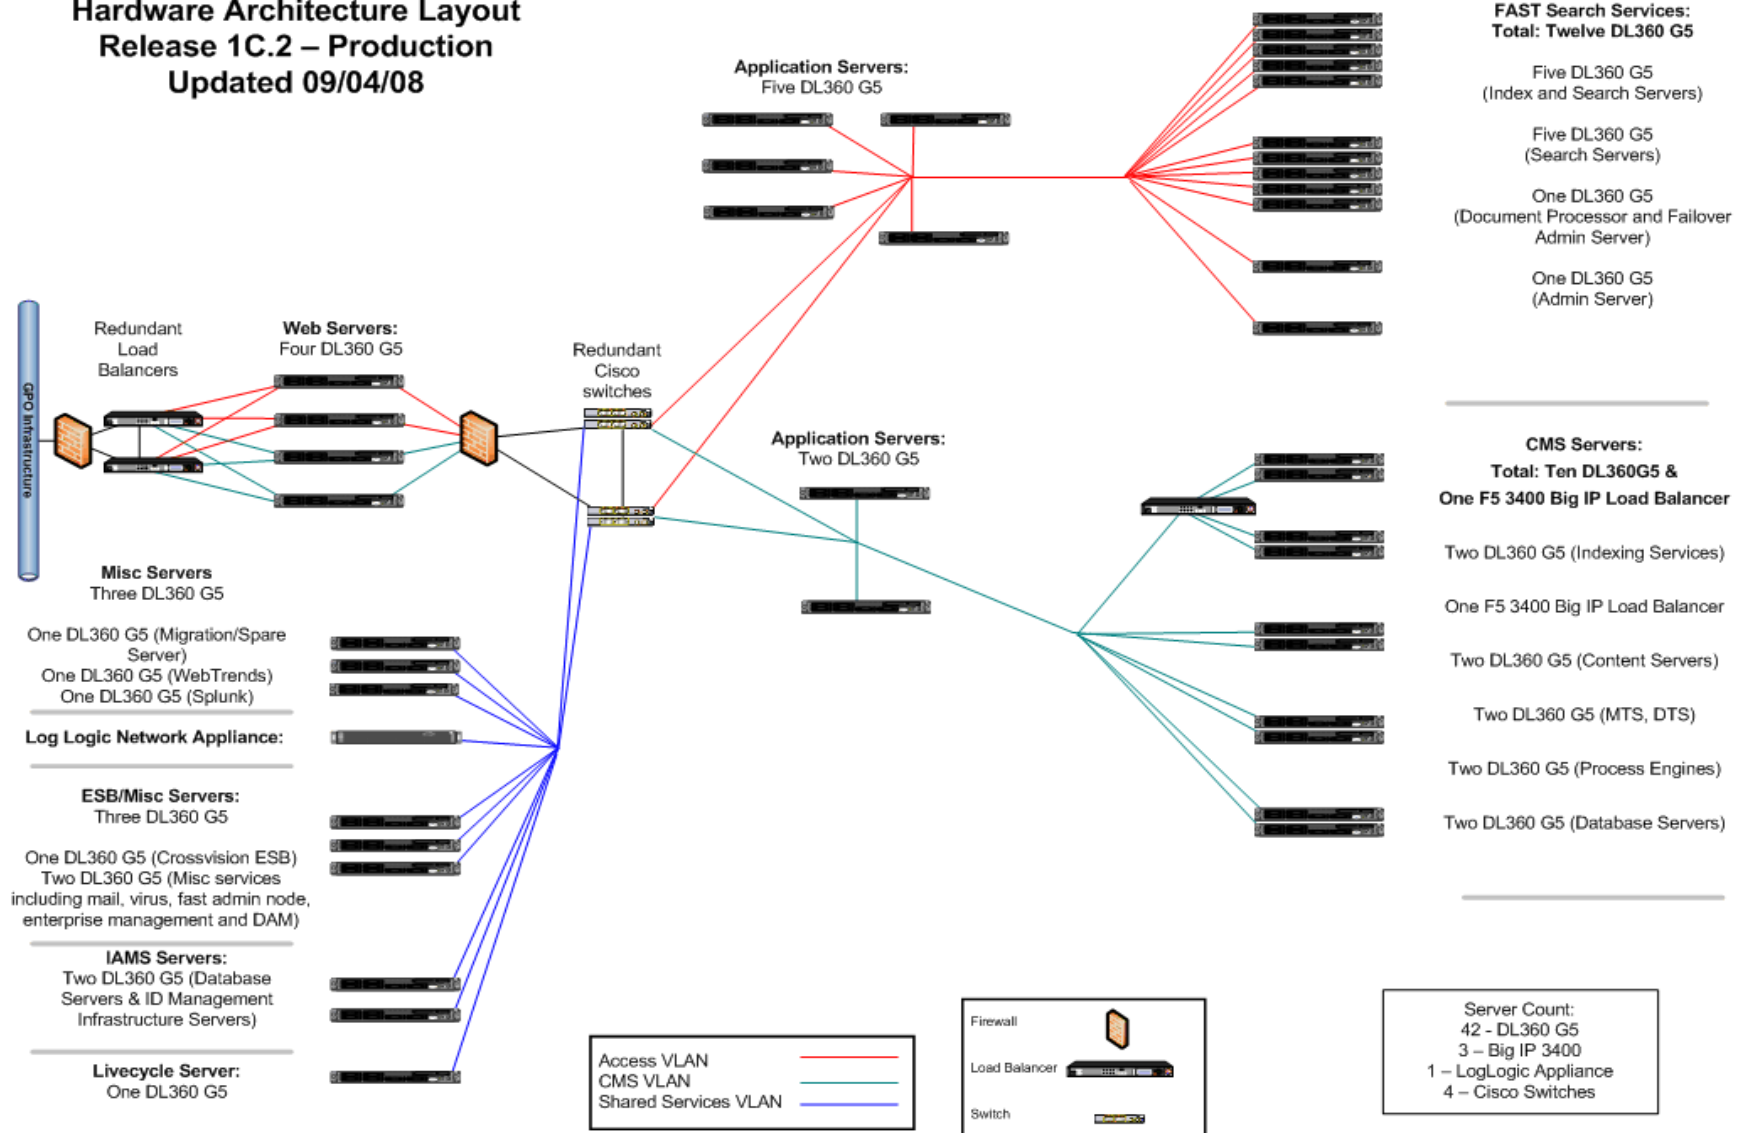 Hardware Architecture Layout
Release 1C.2 – Production
Updated 09/04/08
Application Servers:
Five DL360 G5
FAST Search Services:
Total: Twelve DL360 G5
Five DL360 G5
(Index and Search Servers)
Five DL360 G5
(Search Servers)
One DL360 G5
(Document Processor and Failover
Admin Server)
One DL360 G5
(Admin Server)
GPO Infrastructure
Redundant
Load
Balancers
Web Servers:
Four DL360 G5
Redundant
Cisco
switches
Application Servers:
Two DL360 G5
CMS Servers:
Total: Ten DL360G5 &
One F5 3400 Big IP Load Balancer
Two DL360 G5 (Indexing Services)
One F5 3400 Big IP Load Balancer
Two DL360 G5 (Content Servers)
Two DL360 G5 (MTS, DTS)
Two DL360 G5 (Process Engines)
Two DL360 G5 (Database Servers)
Misc Servers
Three DL360 G5
One DL360 G5 (Migration/Spare
Server)
One DL360 G5 (WebTrends)
One DL360 G5 (Splunk)
Log Logic Network Appliance:
ESB/Misc Servers:
Three DL360 G5
One DL360 G5 (Crossvision ESB)
Two DL360 G5 (Misc services
including mail, virus, fast admin node,
enterprise management and DAM)
IAMS Servers:
Two DL360 G5 (Database
Servers & ID Management
Infrastructure Servers)
Livecycle Server:
One DL360 G5
Access VLAN
CMS VLAN
Shared Services VLAN
Firewall
Load Balancer
Switch
Server Count:
42 - DL360 G5
3 – Big IP 3400
1 – LogLogic Appliance
4 – Cisco Switches